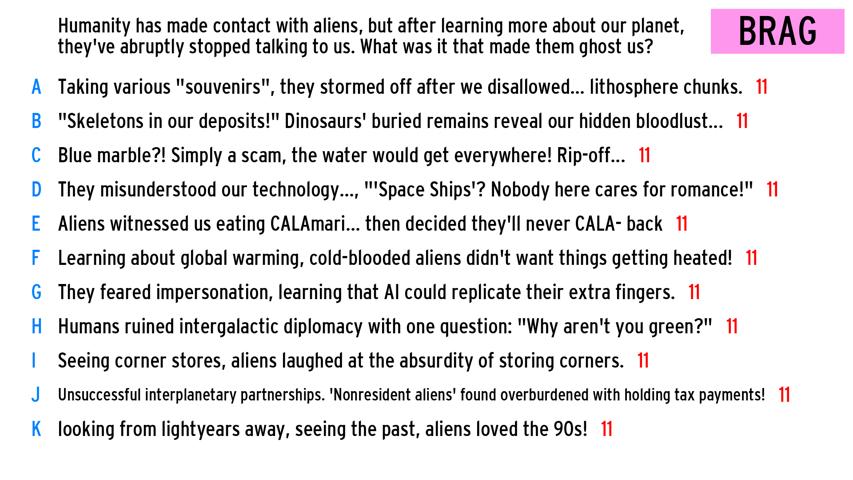 Humanity has made contact with aliens, but after learning more about our planet,
they've abruptly stopped talking to us. What was it that made them ghost us?
BRAG
A Taking various "souvenirs", they stormed off after we disallowed... lithosphere chunks. 11
B "Skeletons in our deposits!" Dinosaurs' buried remains reveal our hidden bloodlust... 11
C Blue marble?! Simply a scam, the water would get everywhere! Rip-off... 11
D They misunderstood our technology..., "'Space Ships'? Nobody here cares for romance!" 11
E Aliens witnessed us eating CALAmari... then decided they'll never CALA- back 11
F Learning about global warming, cold-blooded aliens didn't want things getting heated! 11
G They feared impersonation, learning that AI could replicate their extra fingers. 11
H Humans ruined intergalactic diplomacy with one question: "Why aren't you green?" 11
I Seeing corner stores, aliens laughed at the absurdity of storing corners. 11
J Unsuccessful interplanetary partnerships. 'Nonresident aliens' found overburdened with holding tax payments! 11
K looking from lightyears away, seeing the past, aliens loved the 90s! 11